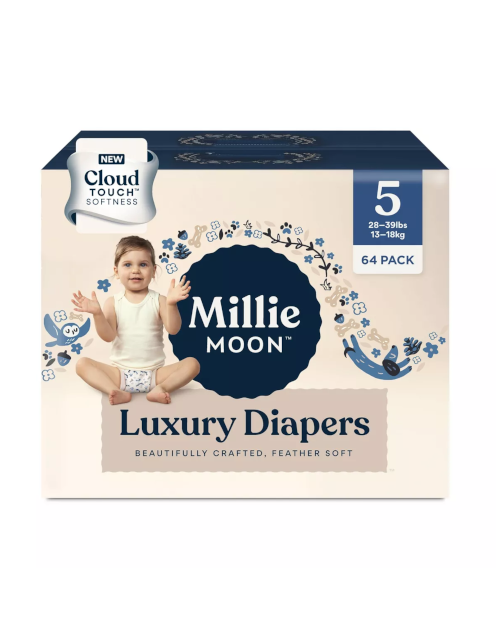 NEW
Cloud
TOUCH™
SOFTNESS
5
28–39lbs
13–18kg
64 PACK
Millie
MOON™
Luxury Diapers
BEAUTIFULLY CRAFTED, FEATHER SOFT